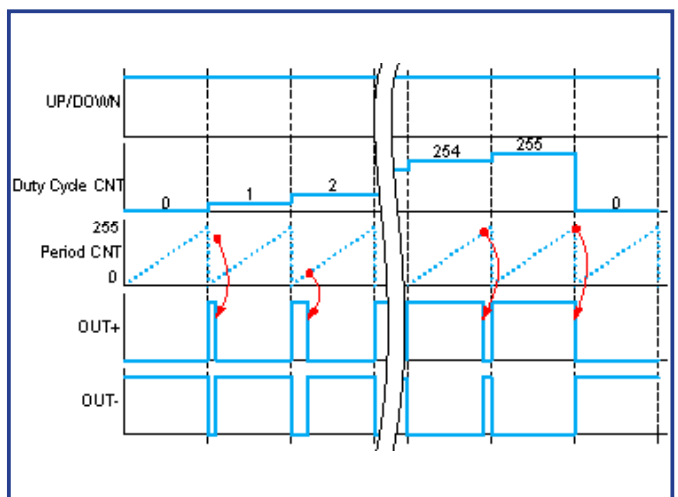 UP/DOWN
254
255
Duty Cycle CNT
0
1
2
0
255
Period CNT
0
OUT+
OUT-